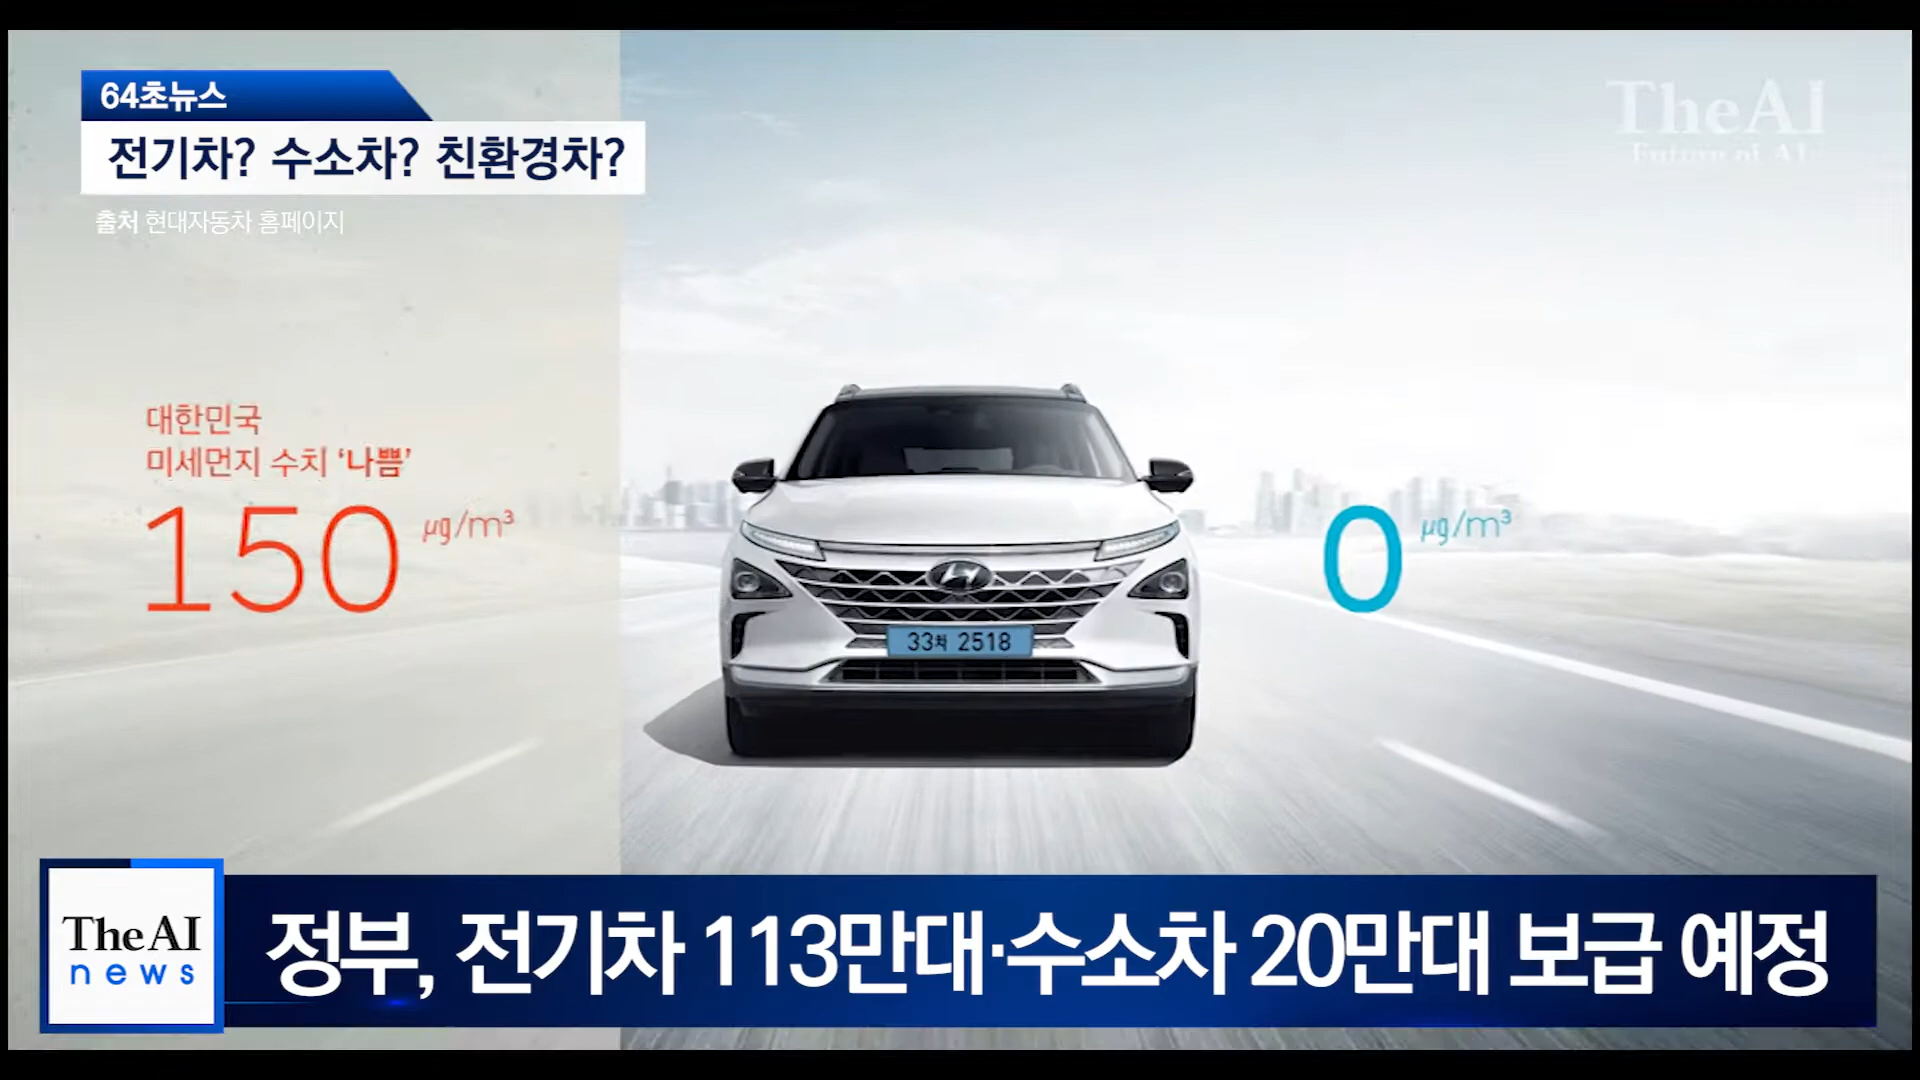 64초뉴스
전기차? 수소차? 친환경차?
출처 현대자동차 홈페이지
TheAI
Future of AI
대한민국
미세먼지 수치 ‘나쁨’
150 μg/m³
0 μg/m³
33차 2518
TheAI
news
정부, 전기차 113만대·수소차 20만대 보급 예정